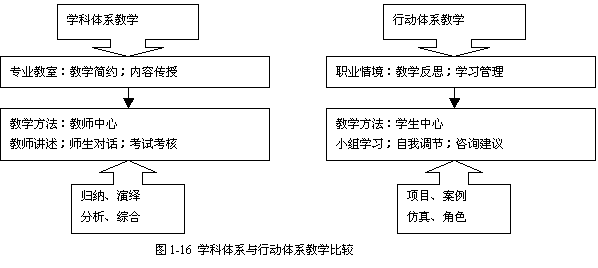 学科体系教学
专业教室：教学简约；内容传授
教学方法：教师中心
教师讲述；师生对话；考试考核
归纳、演绎
分析、综合
行动体系教学
职业情境：教学反思；学习管理
教学方法：学生中心
小组学习；自我调节；咨询建议
项目、案例
仿真、角色
图 1-16 学科体系与行动体系教学比较